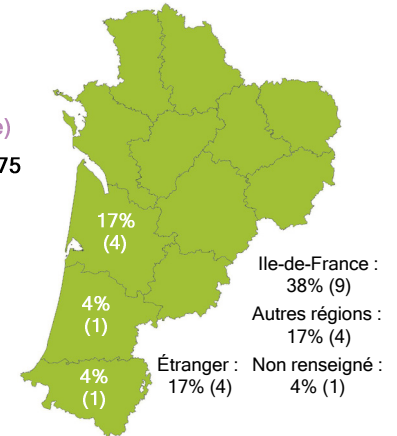 e)
75
17%
(4)
4%
(1)
4%
(1)
Ile-de-France :
38% (9)
Autres régions :
17% (4)
Étranger :
17% (4)
Non renseigné :
4% (1)